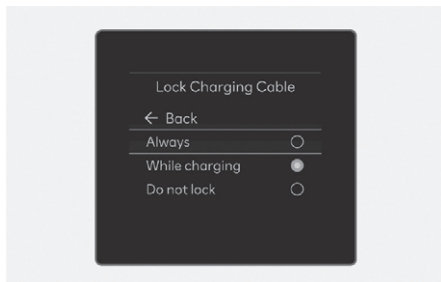 Lock Charging Cable
← Back
Always
While charging
Do not lock